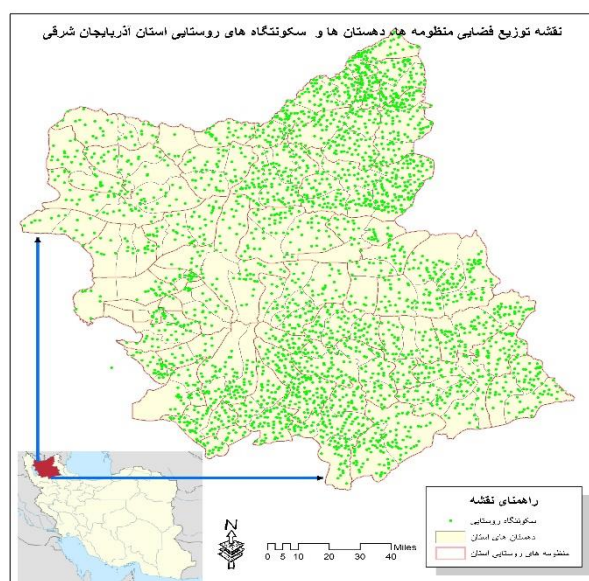 نقشه توزیع فضایی منظومه ها، دهستان ها و سکونتگاه های روستایی استان آذربایجان شرقی
راهنمای نقشه
سکونتگاه روستایی
دهستان های استان
منظومه های روستایی استان
N
0 5 10 20 30 40 Miles